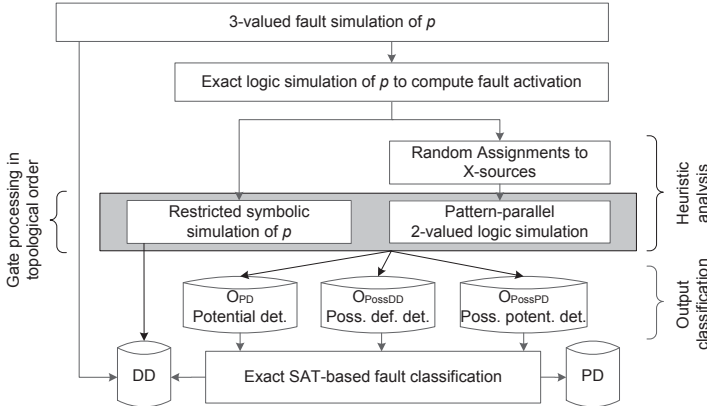 3-valued fault simulation of p
Exact logic simulation of p to compute fault activation
Random Assignments to
X-sources
Restricted symbolic
simulation of p
Pattern-parallel
2-valued logic simulation
Gate processing in
topological order
Heuristic
analysis
OPD
Potential det.
OPossDD
Poss. def. det.
OPossPD
Poss. potent. det.
Output
classification
DD
Exact SAT-based fault classification
PD